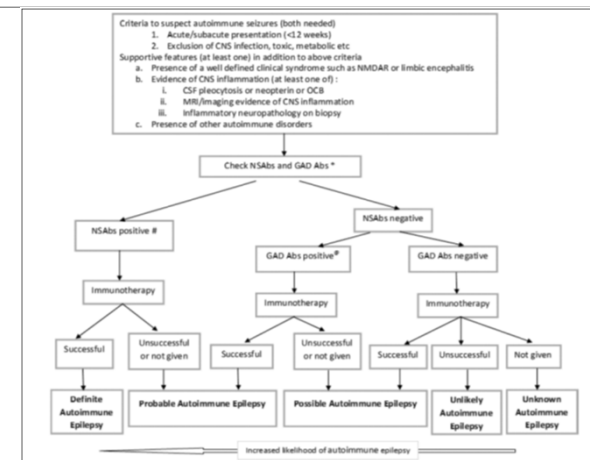 Criteria to suspect autoimmune seizures (both needed)
1. Acute/subacute presentation (<12 weeks)
2. Exclusion of CNS infection, toxic, metabolic etc
Supportive features (at least one) in addition to above criteria
a. Presence of a well defined clinical syndrome such as NMDAR or limbic encephalitis
b. Evidence of CNS inflammation (at least one of) :
i. CSF pleocytosis or neopterin or OCB
ii. MRI/imaging evidence of CNS inflammation
iii. Inflammatory neuropathology on biopsy
c. Presence of other autoimmune disorders
Check NSAbs and GAD Abs *
NSAbs positive #
NSAbs negative
GAD Abs positive@
GAD Abs negative
Immunotherapy
Immunotherapy
Immunotherapy
Successful
Unsuccessful
or not given
Successful
Unsuccessful
or not given
Successful
Unsuccessful
Not given
Definite
Autoimmune
Epilepsy
Probable Autoimmune Epilepsy
Possible Autoimmune Epilepsy
Unlikely
Autoimmune
Epilepsy
Unknown
Autoimmune
Epilepsy
Increased likelihood of autoimmune epilepsy